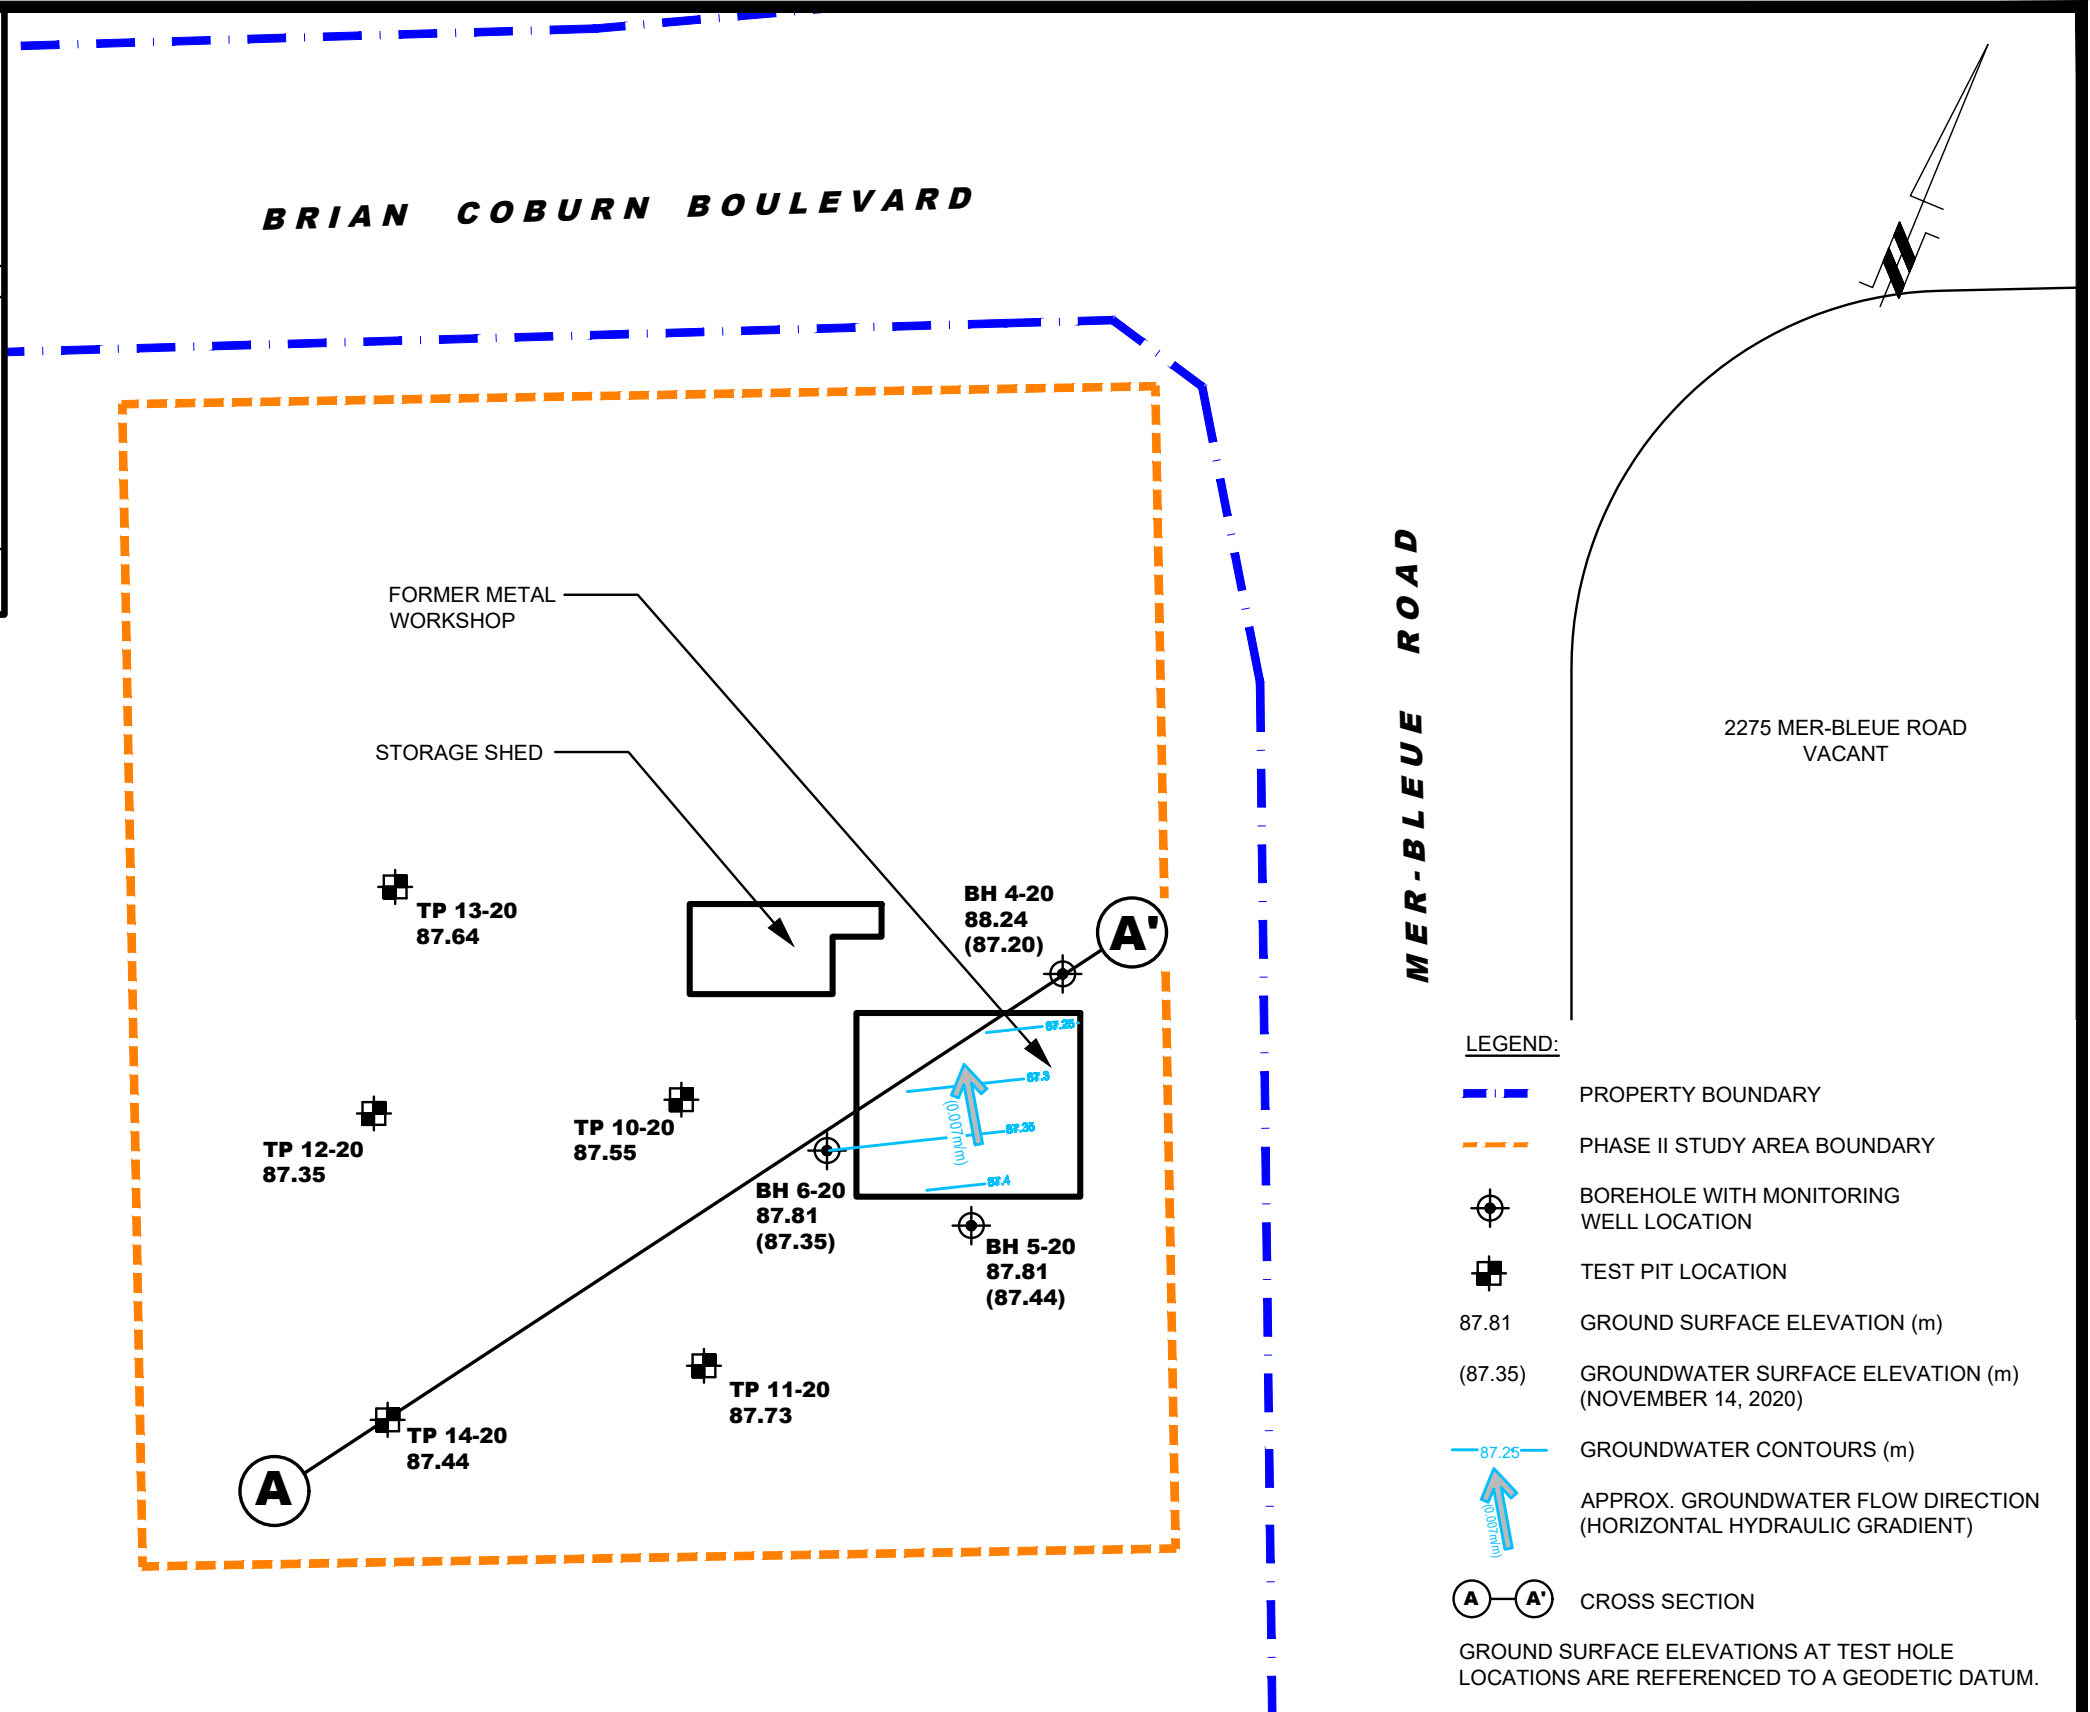 BRIAN COBURN BOULEVARD
N
FORMER METAL
WORKSHOP
STORAGE SHED
MER-BLEUE ROAD
2275 MER-BLEUE ROAD
VACANT
TP 13-20
87.64
BH 4-20
88.24
(87.20)
A'
87.25
87.3
(0.007m/m)
87.35
87.4
TP 12-20
87.35
TP 10-20
87.55
BH 6-20
87.81
(87.35)
BH 5-20
87.81
(87.44)
TP 11-20
87.73
TP 14-20
87.44
A
LEGEND:
PROPERTY BOUNDARY
PHASE II STUDY AREA BOUNDARY
BOREHOLE WITH MONITORING
WELL LOCATION
TEST PIT LOCATION
87.81 GROUND SURFACE ELEVATION (m)
(87.35) GROUNDWATER SURFACE ELEVATION (m)
(NOVEMBER 14, 2020)
87.25 GROUNDWATER CONTOURS (m)
(0.007m/m) APPROX. GROUNDWATER FLOW DIRECTION
(HORIZONTAL HYDRAULIC GRADIENT)
A A' CROSS SECTION
GROUND SURFACE ELEVATIONS AT TEST HOLE
LOCATIONS ARE REFERENCED TO A GEODETIC DATUM.